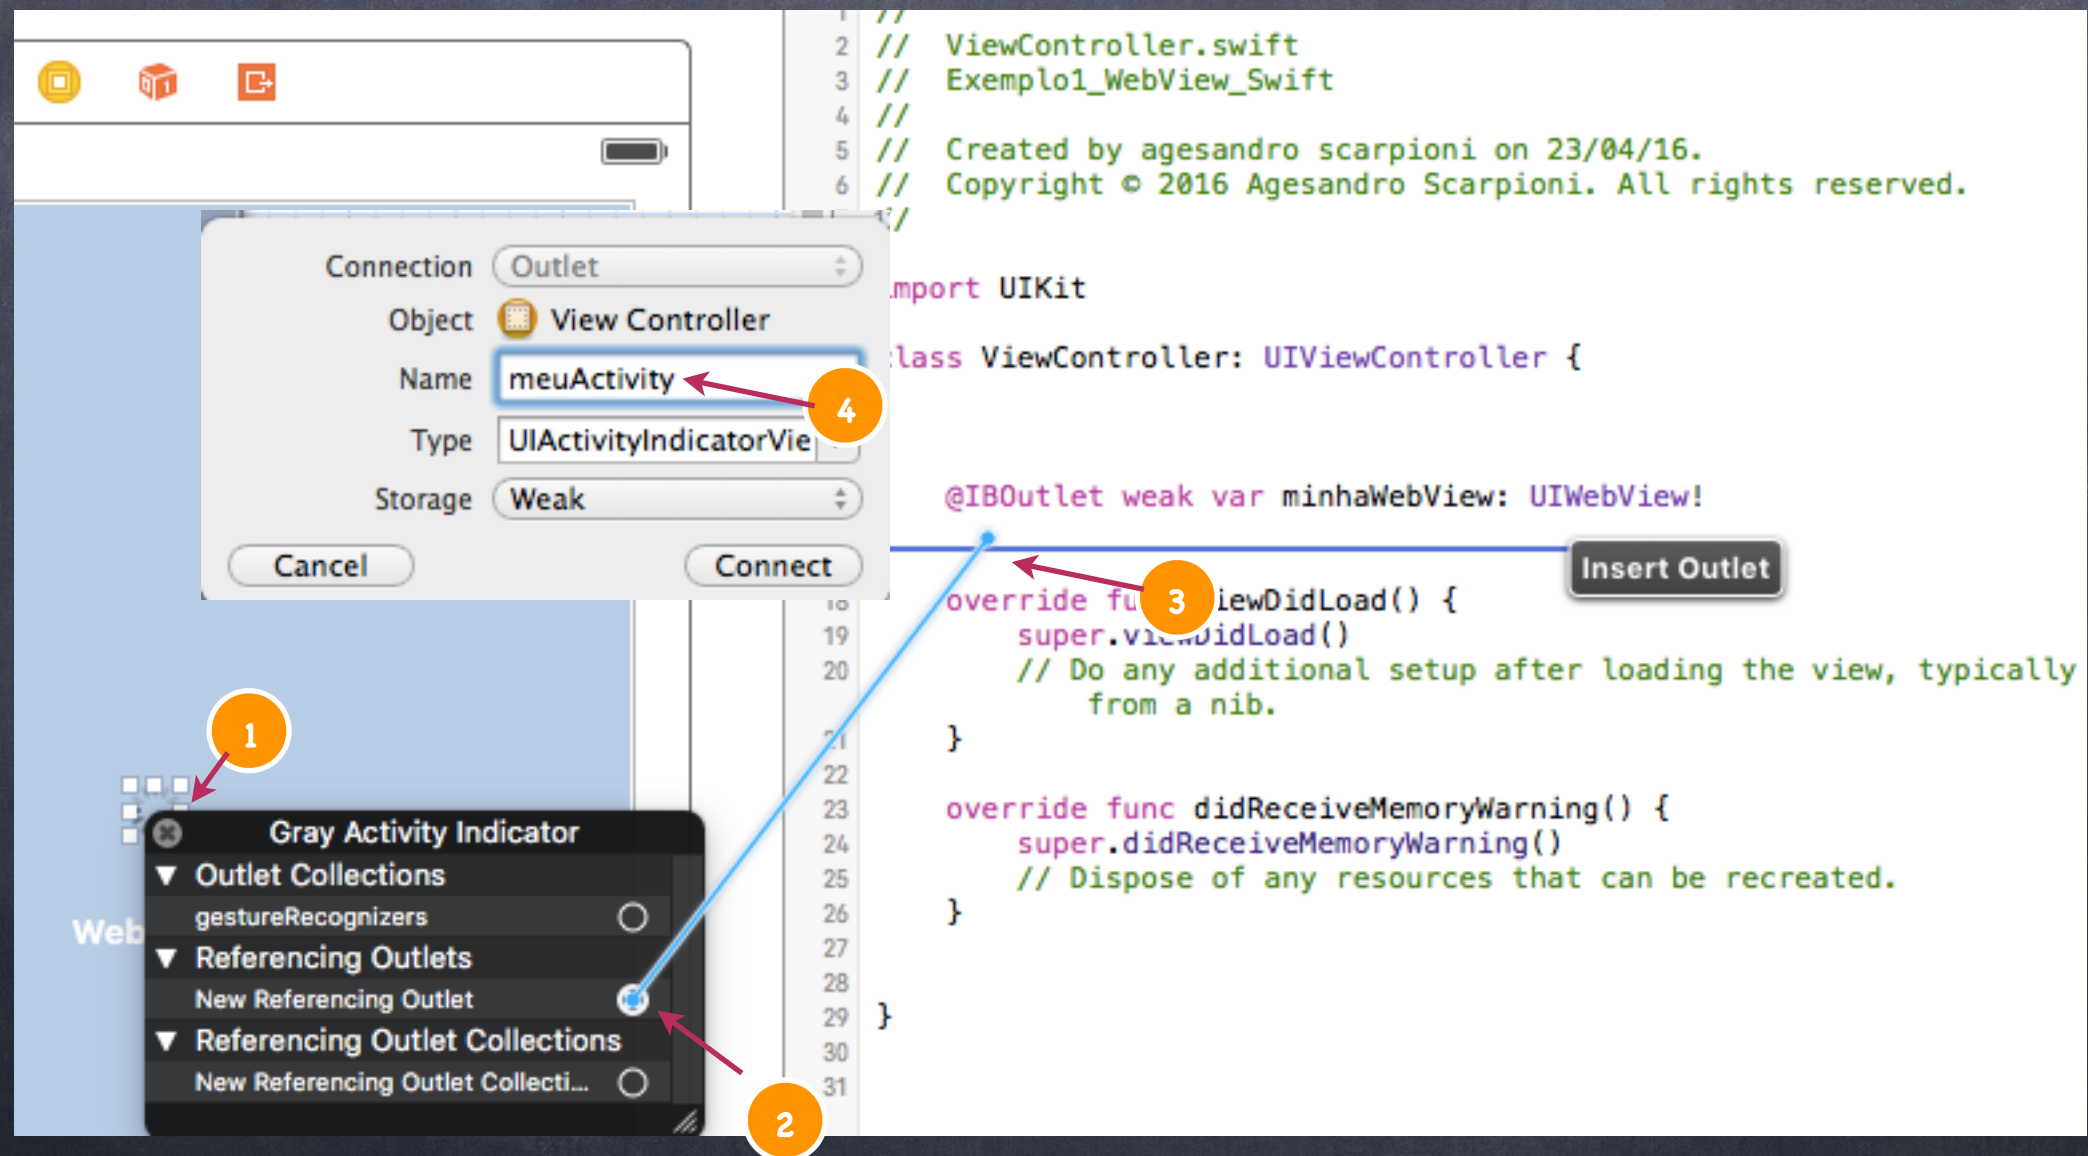 1 //
2 // ViewController.swift
3 // Exemplo1_WebView_Swift
4 //
5 // Created by agesandro scarpioni on 23/04/16.
6 // Copyright © 2016 Agesandro Scarpioni. All rights reserved.
//
mport UIKit
lass ViewController: UIViewController {
@IBOutlet weak var minhaWebView: UIWebView!
Insert Outlet
18 override fu iewDidLoad() {
19 super.viewDidLoad()
20 // Do any additional setup after loading the view, typically
from a nib.
21 }
22
23 override func didReceiveMemoryWarning() {
24 super.didReceiveMemoryWarning()
25 // Dispose of any resources that can be recreated.
26 }
27
28
29 }
30
31
Connection Outlet
Object View Controller
Name meuActivity
4
Type UIActivityIndicatorVie
Storage Weak
Cancel Connect
3
1
Gray Activity Indicator
Outlet Collections
gestureRecognizers
Web
Referencing Outlets
New Referencing Outlet
Referencing Outlet Collections
New Referencing Outlet Collecti...
2